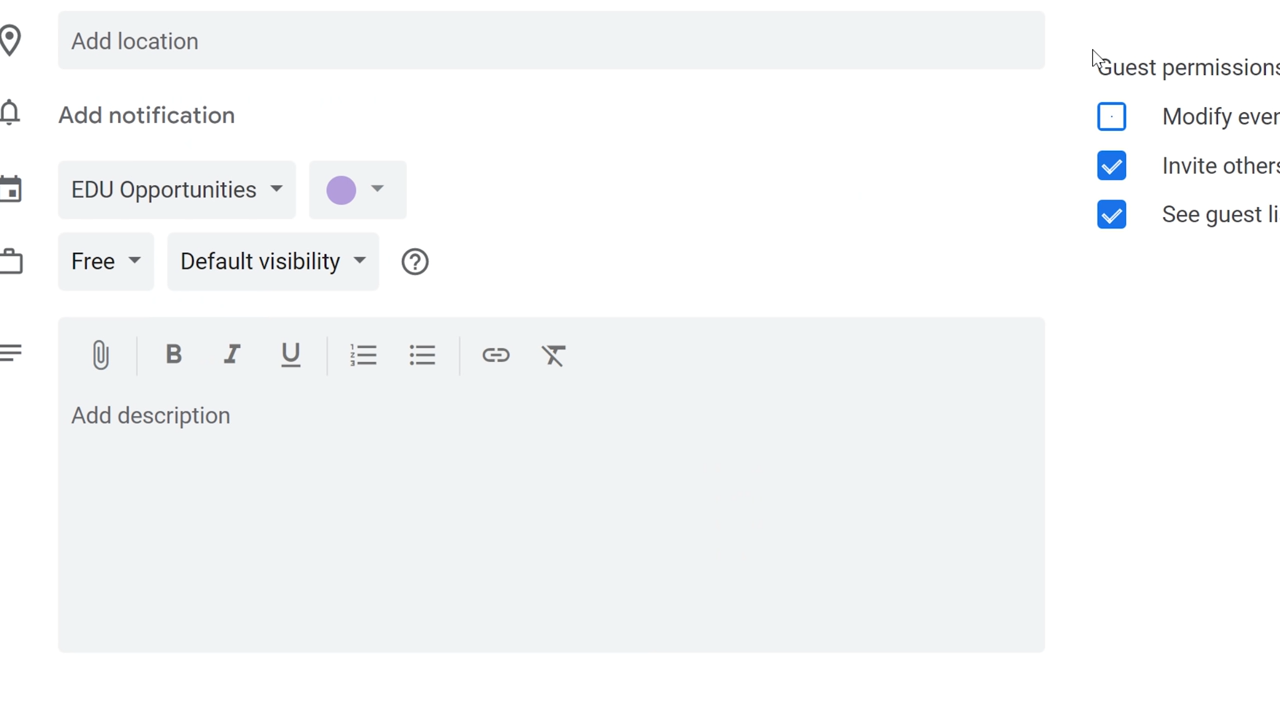 Add location
Add notification
EDU Opportunities
Free Default visibility
B I U
Add description
Guest permissions
Modify even
Invite others
See guest li